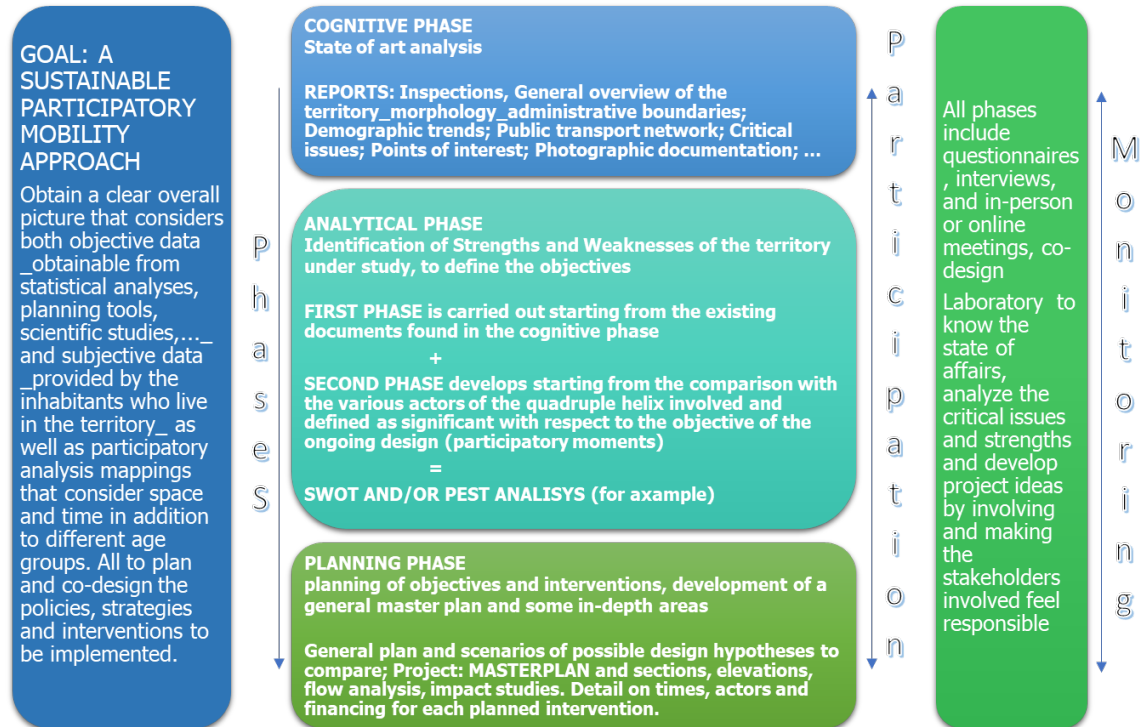 GOAL: A
SUSTAINABLE
PARTICIPATORY
MOBILITY
APPROACH
Obtain a clear overall
picture that considers
both objective data
_obtainable from
statistical analyses,
planning tools,
scientific studies,..._
and subjective data
_provided by the
inhabitants who live
in the territory_ as
well as participatory
analysis mappings
that consider space
and time in addition
to different age
groups. All to plan
and co-design the
policies, strategies
and interventions to
be implemented.
PhaseS
COGNITIVE PHASE
State of art analysis
REPORTS: Inspections, General overview of the
territory_morphology_administrative boundaries;
Demographic trends; Public transport network; Critical
issues; Points of interest; Photographic documentation; ...
ANALYTICAL PHASE
Identification of Strengths and Weaknesses of the territory
under study, to define the objectives
FIRST PHASE is carried out starting from the existing
documents found in the cognitive phase
+
SECOND PHASE develops starting from the comparison with
the various actors of the quadruple helix involved and
defined as significant with respect to the objective of the
ongoing design (participatory moments)
=
SWOT AND/OR PEST ANALISYS (for axample)
PLANNING PHASE
planning of objectives and interventions, development of a
general master plan and some in-depth areas
General plan and scenarios of possible design hypotheses to
compare; Project: MASTERPLAN and sections, elevations,
flow analysis, impact studies. Detail on times, actors and
financing for each planned intervention.
Participation
All phases
include
questionnaires
, interviews,
and in-person
or online
meetings, co-
design
Laboratory to
know the
state of
affairs,
analyze the
critical issues
and strengths
and develop
project ideas
by involving
and making
the
stakeholders
involved feel
responsible
Monitoring